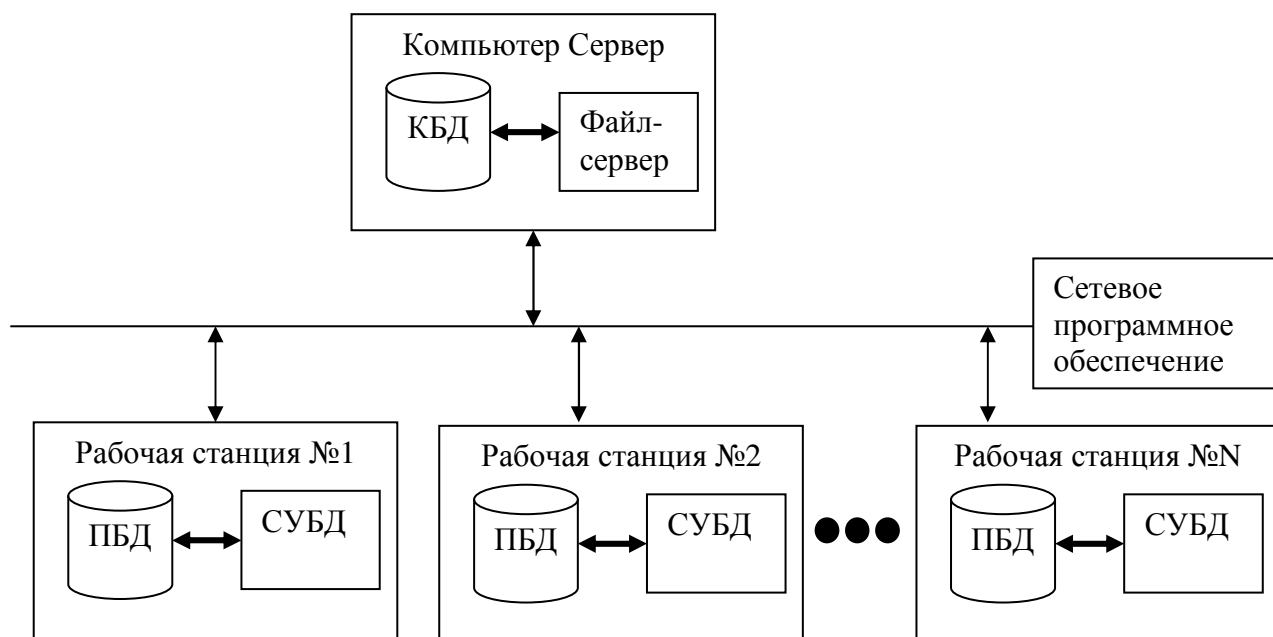 Компьютер Сервер
КБД
Файл-
сервер
Сетевое
программное
обеспечение
Рабочая станция №1
ПБД
СУБД
Рабочая станция №2
ПБД
СУБД
Рабочая станция №N
ПБД
СУБД